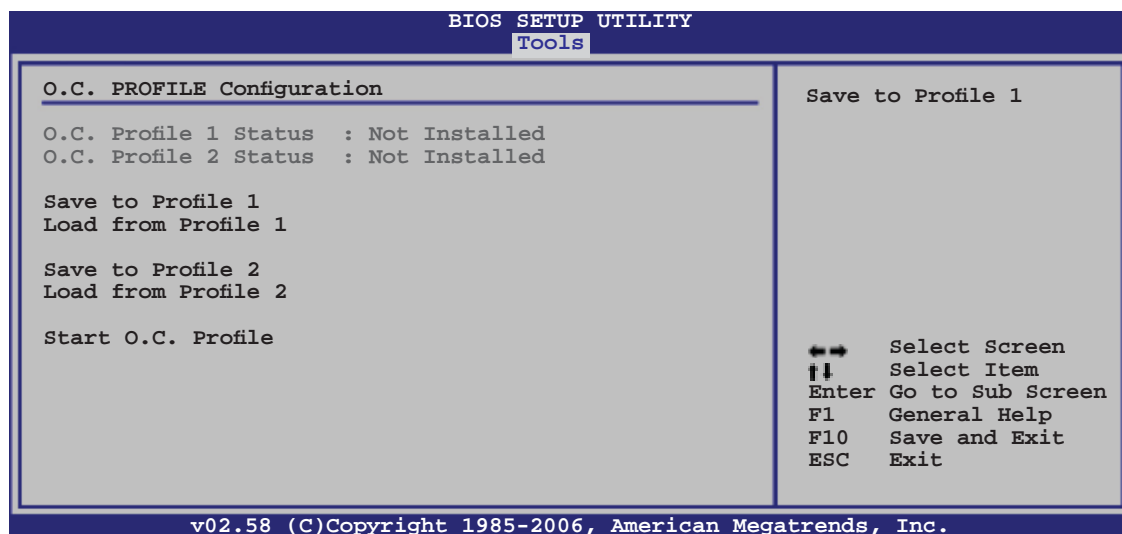 BIOS SETUP UTILITY
Tools
O.C. PROFILE Configuration
O.C. Profile 1 Status : Not Installed
O.C. Profile 2 Status : Not Installed
Save to Profile 1
Load from Profile 1
Save to Profile 2
Load from Profile 2
Start O.C. Profile
Save to Profile 1
←→ Select Screen
↑↓ Select Item
Enter Go to Sub Screen
F1 General Help
F10 Save and Exit
ESC Exit
v02.58 (C)Copyright 1985-2006, American Megatrends, Inc.